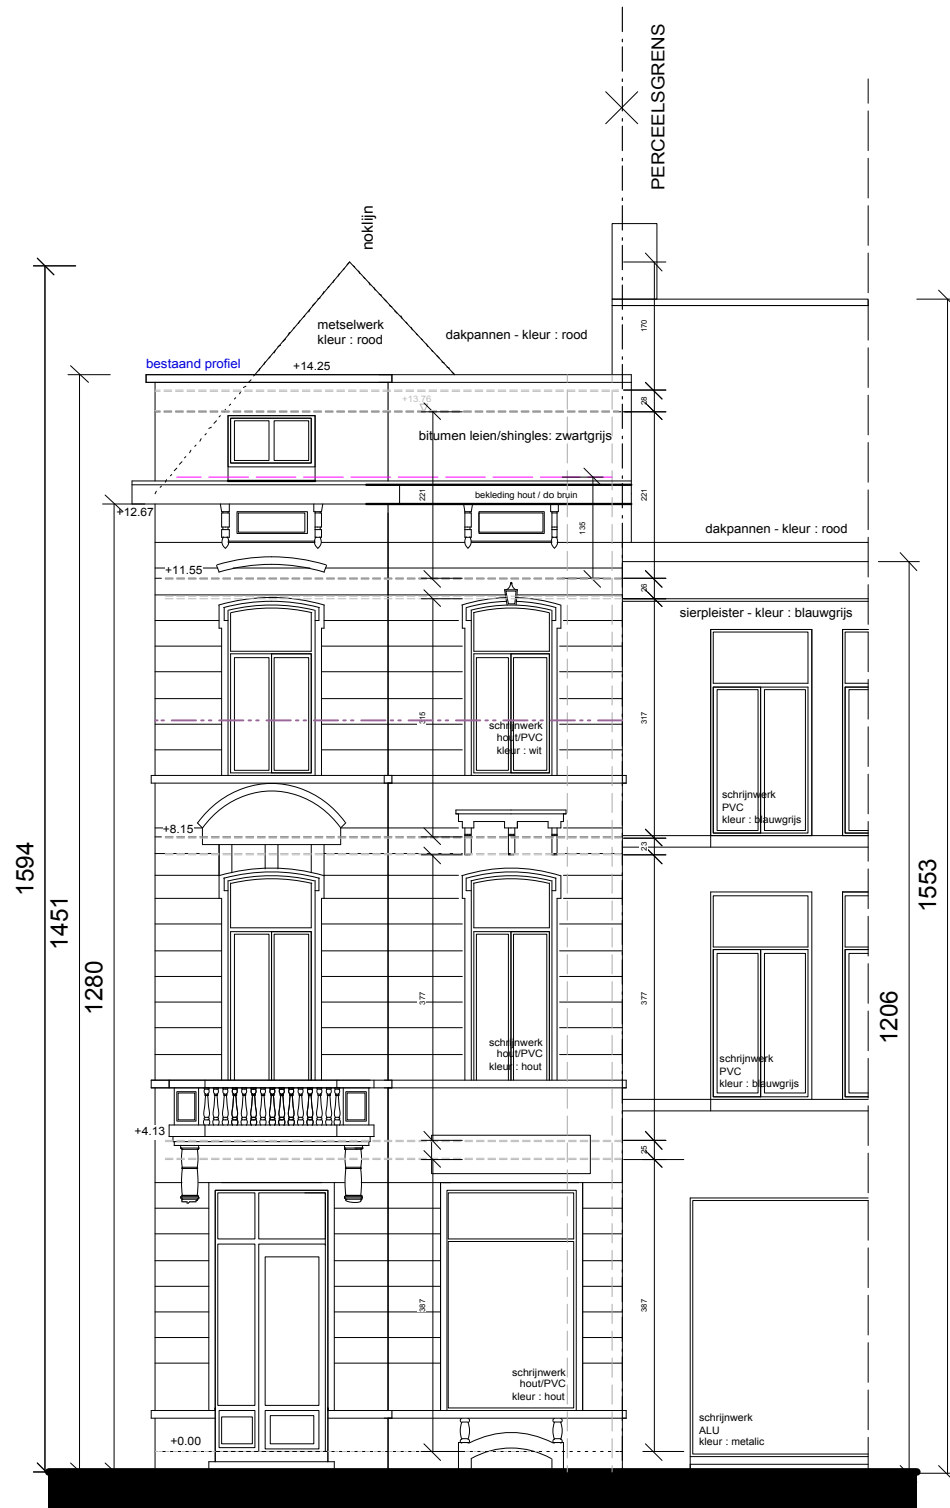 PERCEELSGRENS
noklijn
metselwerk
kleur : rood
dakpannen - kleur : rood
170
bestaand profiel
+14.25
+13.76
28
bitumen leien/shingles: zwartgrijs
221
bekleding hout / do bruin
221
+12.67
135
dakpannen - kleur : rood
+11.55
26
sierpleister - kleur : blauwgrijs
315
317
schrijnwerk
hout/PVC
kleur : wit
schrijnwerk
PVC
kleur : blauwgrijs
+8.15
23
1594
1451
1280
1553
1206
377
377
schrijnwerk
hout/PVC
kleur : hout
schrijnwerk
PVC
kleur : blauwgrijs
+4.13
25
387
387
schrijnwerk
hout/PVC
kleur : hout
schrijnwerk
ALU
kleur : metalic
+0.00